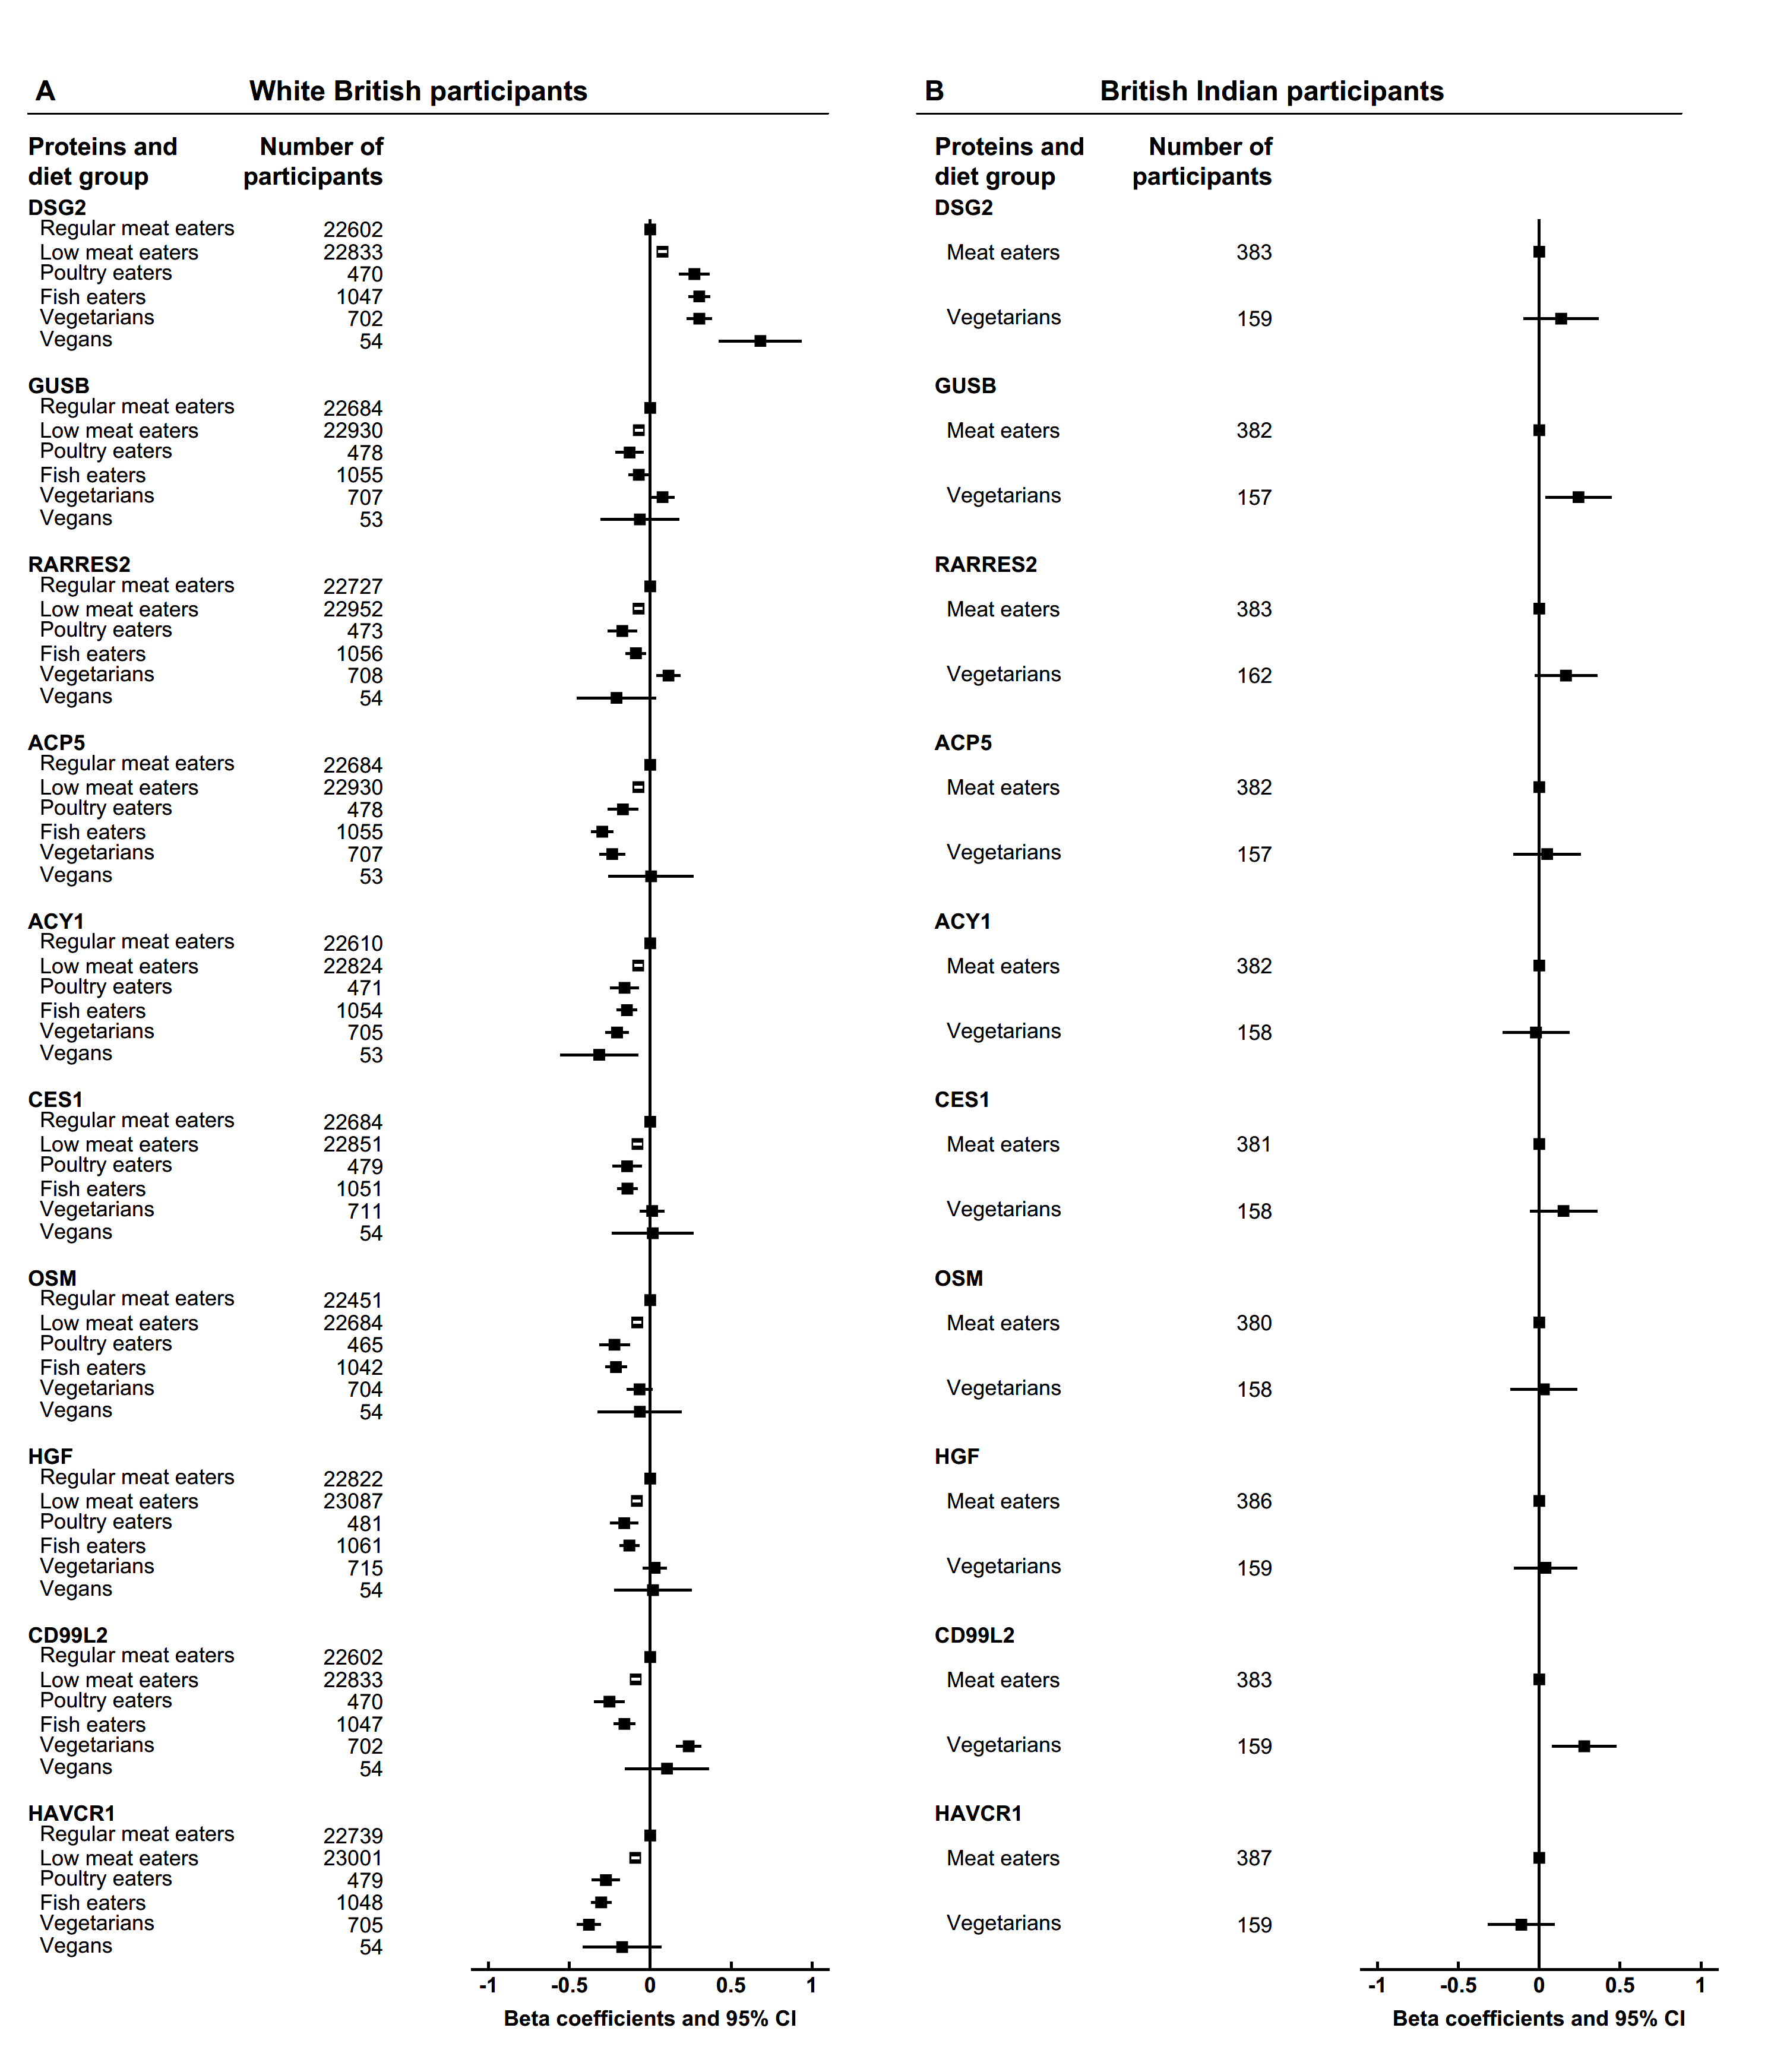 A White British participants
Proteins and Number of
diet group participants
DSG2
Regular meat eaters 22602
Low meat eaters 22833
Poultry eaters 470
Fish eaters 1047
Vegetarians 702
Vegans 54
GUSB
Regular meat eaters 22684
Low meat eaters 22930
Poultry eaters 478
Fish eaters 1055
Vegetarians 707
Vegans 53
RARRES2
Regular meat eaters 22727
Low meat eaters 22952
Poultry eaters 473
Fish eaters 1056
Vegetarians 708
Vegans 54
ACP5
Regular meat eaters 22684
Low meat eaters 22930
Poultry eaters 478
Fish eaters 1055
Vegetarians 707
Vegans 53
ACY1
Regular meat eaters 22610
Low meat eaters 22824
Poultry eaters 471
Fish eaters 1054
Vegetarians 705
Vegans 53
CES1
Regular meat eaters 22684
Low meat eaters 22851
Poultry eaters 479
Fish eaters 1051
Vegetarians 711
Vegans 54
OSM
Regular meat eaters 22451
Low meat eaters 22684
Poultry eaters 465
Fish eaters 1042
Vegetarians 704
Vegans 54
HGF
Regular meat eaters 22822
Low meat eaters 23087
Poultry eaters 481
Fish eaters 1061
Vegetarians 715
Vegans 54
CD99L2
Regular meat eaters 22602
Low meat eaters 22833
Poultry eaters 470
Fish eaters 1047
Vegetarians 702
Vegans 54
HAVCR1
Regular meat eaters 22739
Low meat eaters 23001
Poultry eaters 479
Fish eaters 1048
Vegetarians 705
Vegans 54
-1 -0.5 0 0.5 1
Beta coefficients and 95% CI
B British Indian participants
Proteins and Number of
diet group participants
DSG2
Meat eaters 383
Vegetarians 159
GUSB
Meat eaters 382
Vegetarians 157
RARRES2
Meat eaters 383
Vegetarians 162
ACP5
Meat eaters 382
Vegetarians 157
ACY1
Meat eaters 382
Vegetarians 158
CES1
Meat eaters 381
Vegetarians 158
OSM
Meat eaters 380
Vegetarians 158
HGF
Meat eaters 386
Vegetarians 159
CD99L2
Meat eaters 383
Vegetarians 159
HAVCR1
Meat eaters 387
Vegetarians 159
-1 -0.5 0 0.5 1
Beta coefficients and 95% CI